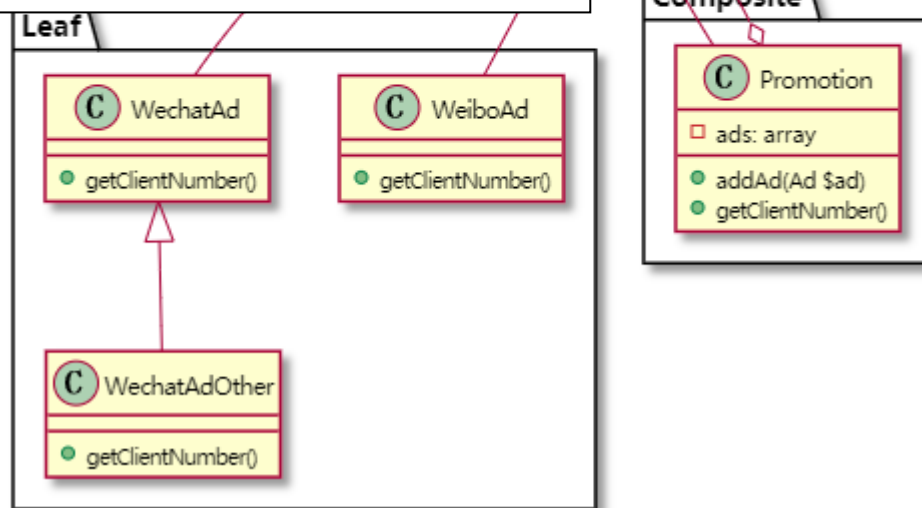 Leaf
C WechatAd
getClientNumber()
C WeiboAd
getClientNumber()
C WechatAdOther
getClientNumber()
Composite
C Promotion
ads: array
addAd(Ad $ad)
getClientNumber()